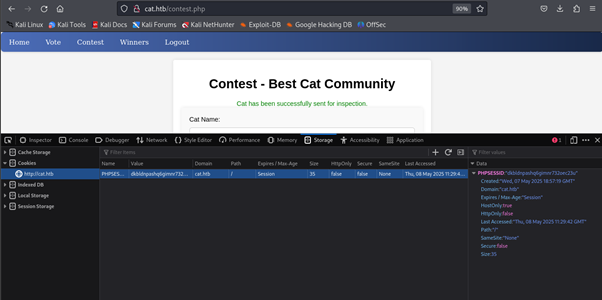 cat.htb/contest.php
90%
Kali Linux Kali Tools Kali Docs Kali Forums Kali NetHunter Exploit-DB Google Hacking DB OffSec
Home Vote Contest Winners Logout
Contest - Best Cat Community
Cat has been successfully sent for inspection.
Cat Name:
Inspector Console Debugger Network Style Editor Performance Memory Storage Accessibility Application 1
Cache Storage
Filter Items
Filter values
Cookies
Name Value Domain Path Expires / Max-Age Size HttpOnly Secure SameSite Last Accessed
Data
http://cat.htb
PHPSES... cat.htb / Session 35 false false None Thu, 08 May 2025 11:29:4...
Indexed DB
Local Storage
Session Storage
Created:"Wed, 07 May 2025 18:57:19 GMT"
Domain:"cat.htb"
Expires / Max-Age:"Session"
HostOnly:true
HttpOnly:false
Last Accessed:"Thu, 08 May 2025 11:29:42 GMT"
Path:"/"
SameSite:"None"
Secure:false
Size:35